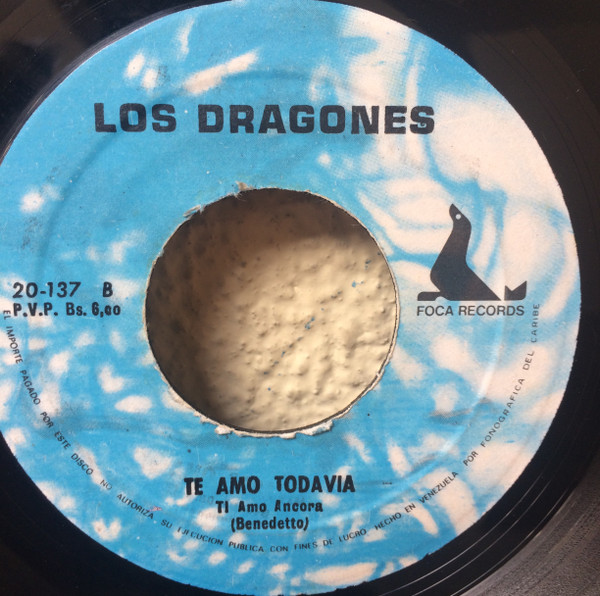 LOS DRAGONES
20-137 B
P.V.P. Bs. 6,00
FOCA RECORDS
TE AMO TODAVIA
Ti Amo Ancora
(Benedetto)
EL IMPORTE PAGADO POR ESTE DISCO NO AUTORIZA SU EJECUCION PUBLICA CON FINES DE LUCRO HECHO EN VENEZUELA POR FONOGRAFICA DEL CARIBE